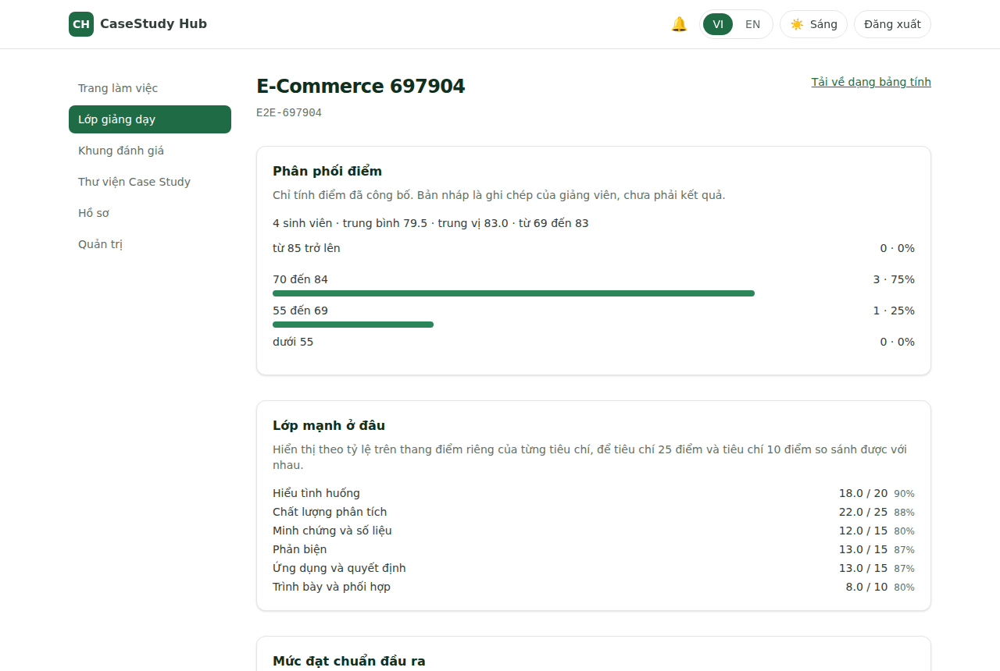 CH CaseStudy Hub
VI EN Sáng Đăng xuất
Trang làm việc
Lớp giảng dạy
Khung đánh giá
Thư viện Case Study
Hồ sơ
Quản trị
E-Commerce 697904
Tải về dạng bảng tính
E2E-697904
Phân phối điểm
Chỉ tính điểm đã công bố. Bản nháp là ghi chép của giảng viên, chưa phải kết quả.
4 sinh viên · trung bình 79.5 · trung vị 83.0 · từ 69 đến 83
từ 85 trở lên 0 · 0%
70 đến 84 3 · 75%
55 đến 69 1 · 25%
dưới 55 0 · 0%
Lớp mạnh ở đâu
Hiển thị theo tỷ lệ trên thang điểm riêng của từng tiêu chí, để tiêu chí 25 điểm và tiêu chí 10 điểm so sánh được với
nhau.
Hiểu tình huống 18.0 / 20 90%
Chất lượng phân tích 22.0 / 25 88%
Minh chứng và số liệu 12.0 / 15 80%
Phản biện 13.0 / 15 87%
Ứng dụng và quyết định 13.0 / 15 87%
Trình bày và phối hợp 8.0 / 10 80%
Mức đạt chuẩn đầu ra